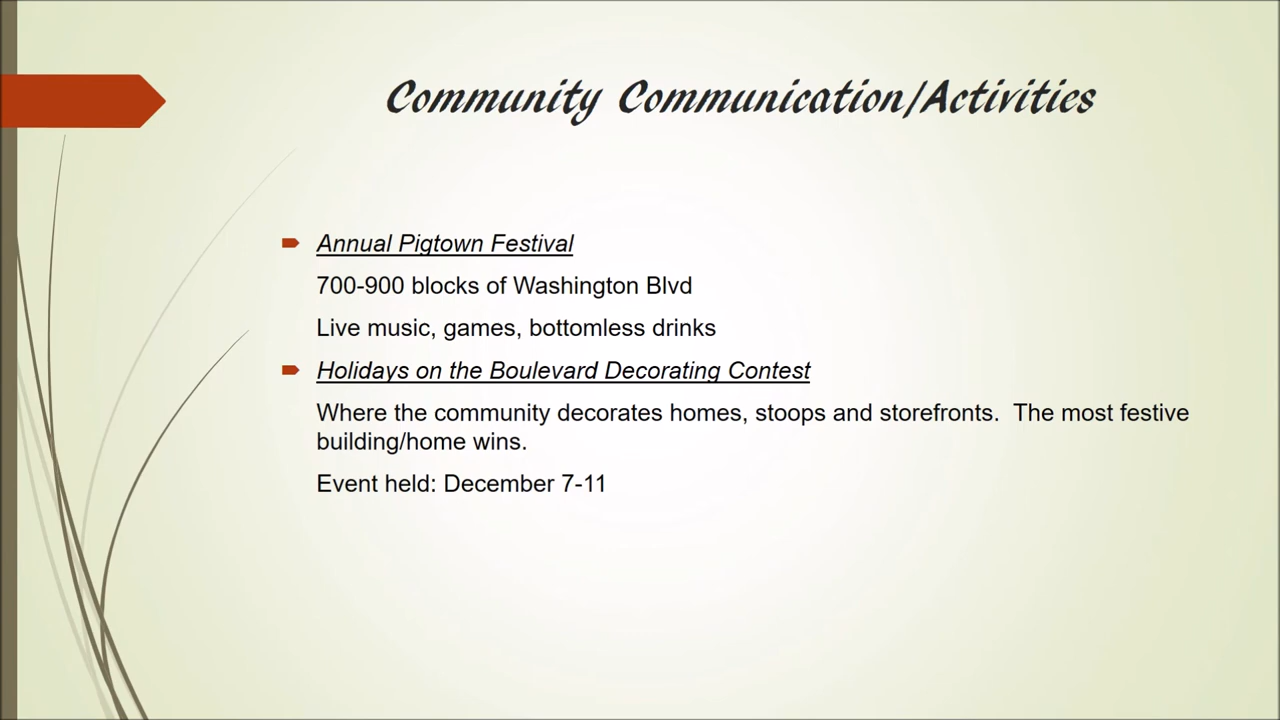 Community Communication/Activities
Annual Pigtown Festival
700-900 blocks of Washington Blvd
Live music, games, bottomless drinks
Holidays on the Boulevard Decorating Contest
Where the community decorates homes, stoops and storefronts.  The most festive
building/home wins.
Event held: December 7-11